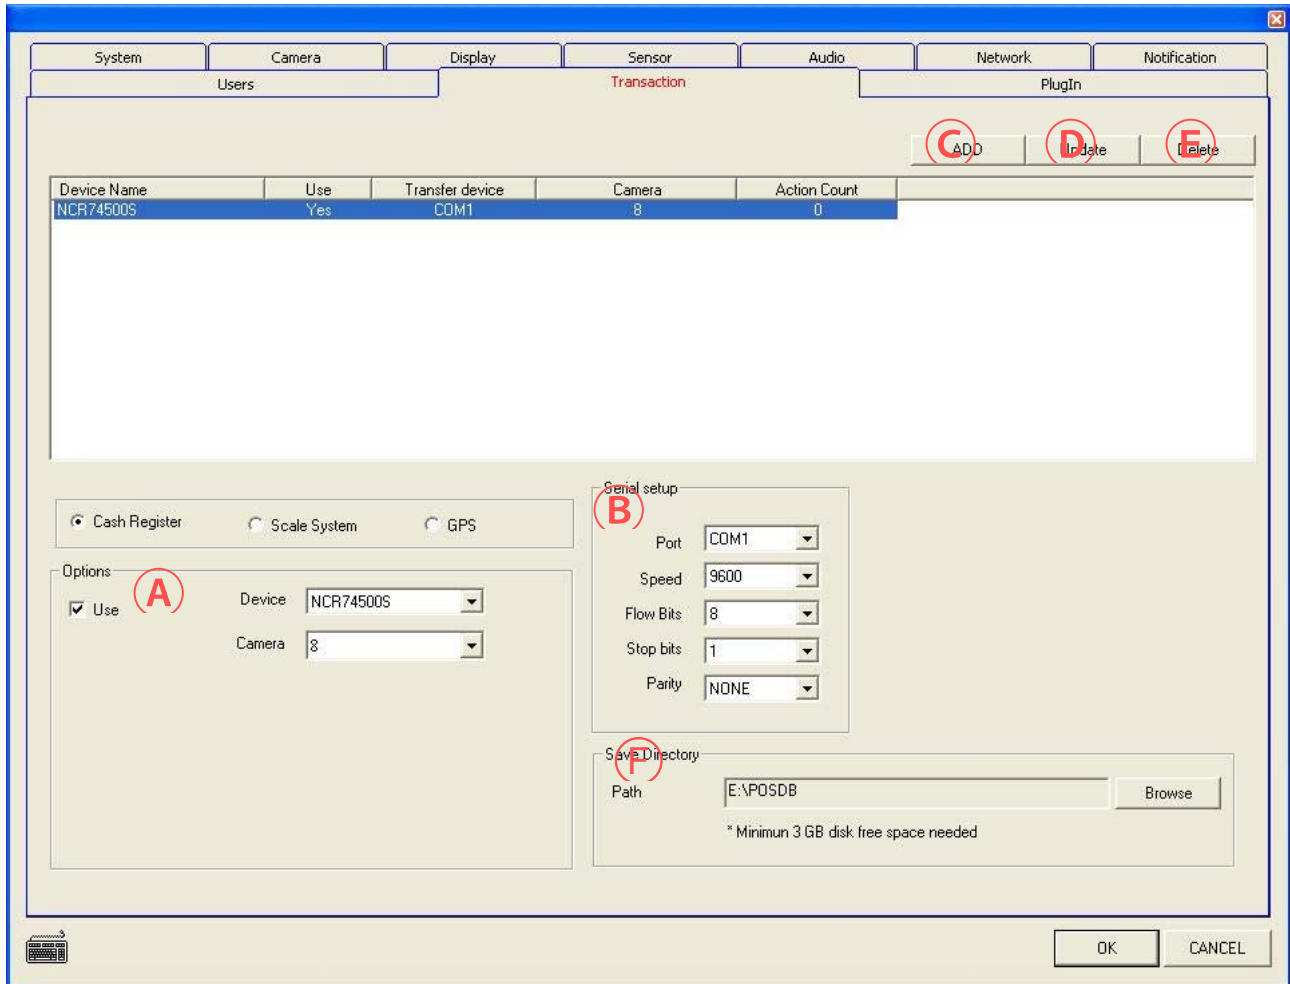 System Camera Display Sensor Audio Network Notification
Users Transaction PlugIn
C ADD D Update E Delete
Device Name Use Transfer device Camera Action Count
NCR74500S Yes COM1 8 0
Cash Register Scale System GPS
Serial setup
B
Port COM1
Speed 9600
Flow Bits 8
Stop bits 1
Parity NONE
Options
A
Use
Device NCR74500S
Camera 8
Save Directory
F
Path E:\POSDB Browse
* Minimun 3 GB disk free space needed
OK CANCEL